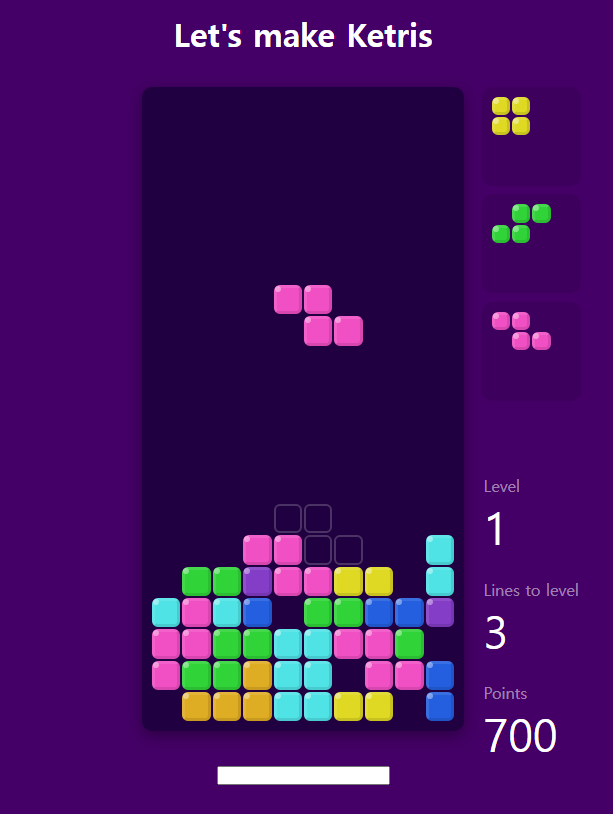 Let's make Ketris
Level
1
Lines to level
3
Points
700